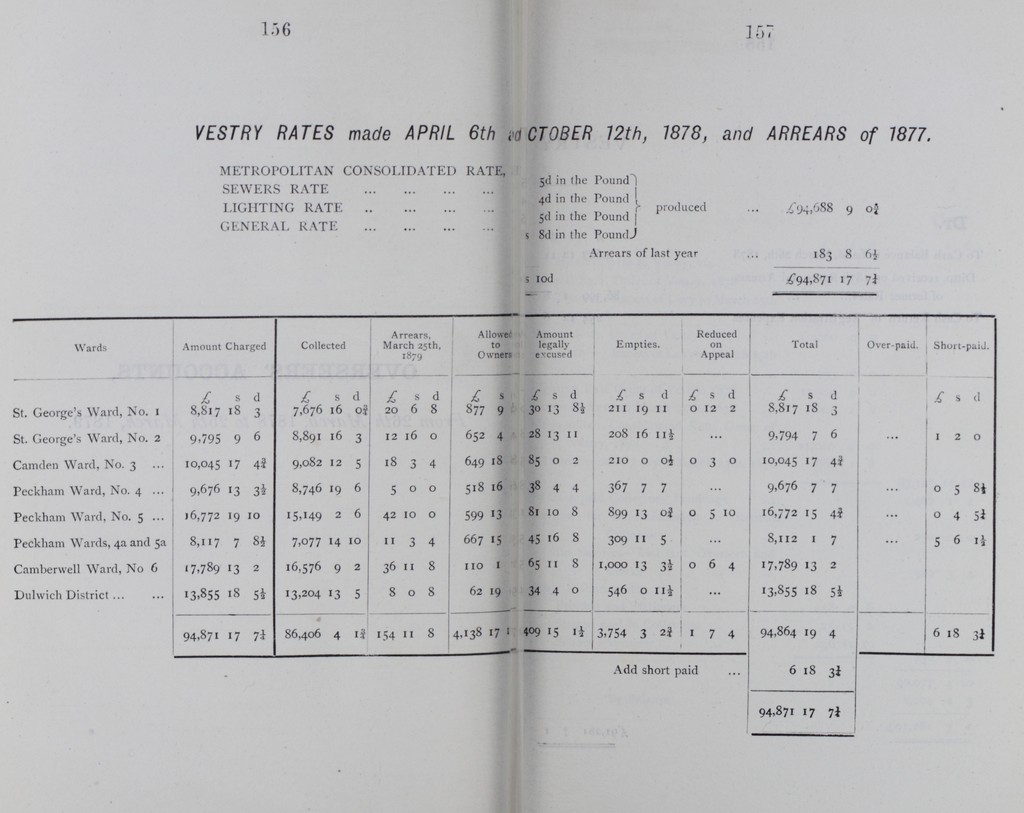 156
157
VESTRY RATES made APRIL 6th CTOBER 12th, 1878, and ARREARS of 1877.
METROPOLITAN CONSOLIDATED RATE, 5d in the Pound
SEWERS RATE ... ... ... ... 4d in the Pound
LIGHTING RATE .. ... ... ... 5d in the Pound
GENERAL RATE ... ... ... ... s 8d in the Pound
produced ... £94,688 9 0¾
Arrears of last year ... 183 8 6½
s 10d £94,871 17 7¼
Wards Amount Charged Collected Arrears, March 25th, 1879 Allowed to Owners Amount legally excused Empties. Reduced on Appeal Total Over-paid. Short-paid.
£ s d £ s d £ s d £ s £ s d £ s d £ s d £ s d £ s d
St. George's Ward, No. 1 8,817 18 3 7,676 16 0¾ 20 6 8 877 9 30 13 8½ 211 19 11 0 12 2 8,817 18 3
St. George's Ward, No. 2 9,795 9 6 8,891 16 3 12 16 0 652 4 28 13 11 208 16 11½ ... 9,794 7 6 ... 1 2 0
Camden Ward, No. 3 ... 10,045 17 4¾ 9,082 12 5 18 3 4 649 18 85 0 2 210 0 0½ 0 3 0 10,045 17 4¾
Peckham Ward, No. 4 ... 9,676 13 3½ 8,746 19 6 5 0 0 518 16 38 4 4 367 7 7 ... 9,676 7 7 ... 0 5 8½
Peckham Ward, No. 5 ... 16,772 19 10 15,149 2 6 42 10 0 599 13 81 10 8 899 13 0¾ 0 5 10 16,772 15 4¾ ... 0 4 5¼
Peckham Wards, 4a and 5a 8,117 7 8½ 7,077 14 10 11 3 4 667 15 45 16 8 309 11 5 ... 8,112 1 7 ... 5 6 1½
Camberwell Ward, No 6 17,789 13 2 16,576 9 2 36 11 8 110 1 65 11 8 1,000 13 3½ 0 6 4 17,789 13 2
Dulwich District ... ... 13,855 18 5½ 13,204 13 5 8 0 8 62 19 34 4 0 546 0 11½ ... 13,855 18 5½
94,871 17 7¼ 86,406 4 1¾ 154 11 8 4,138 17 409 15 1½ 3,754 3 2¾ 1 7 4 94,864 19 4 6 18 3¼
Add short paid ... 6 18 3¼
94,871 17 7¼